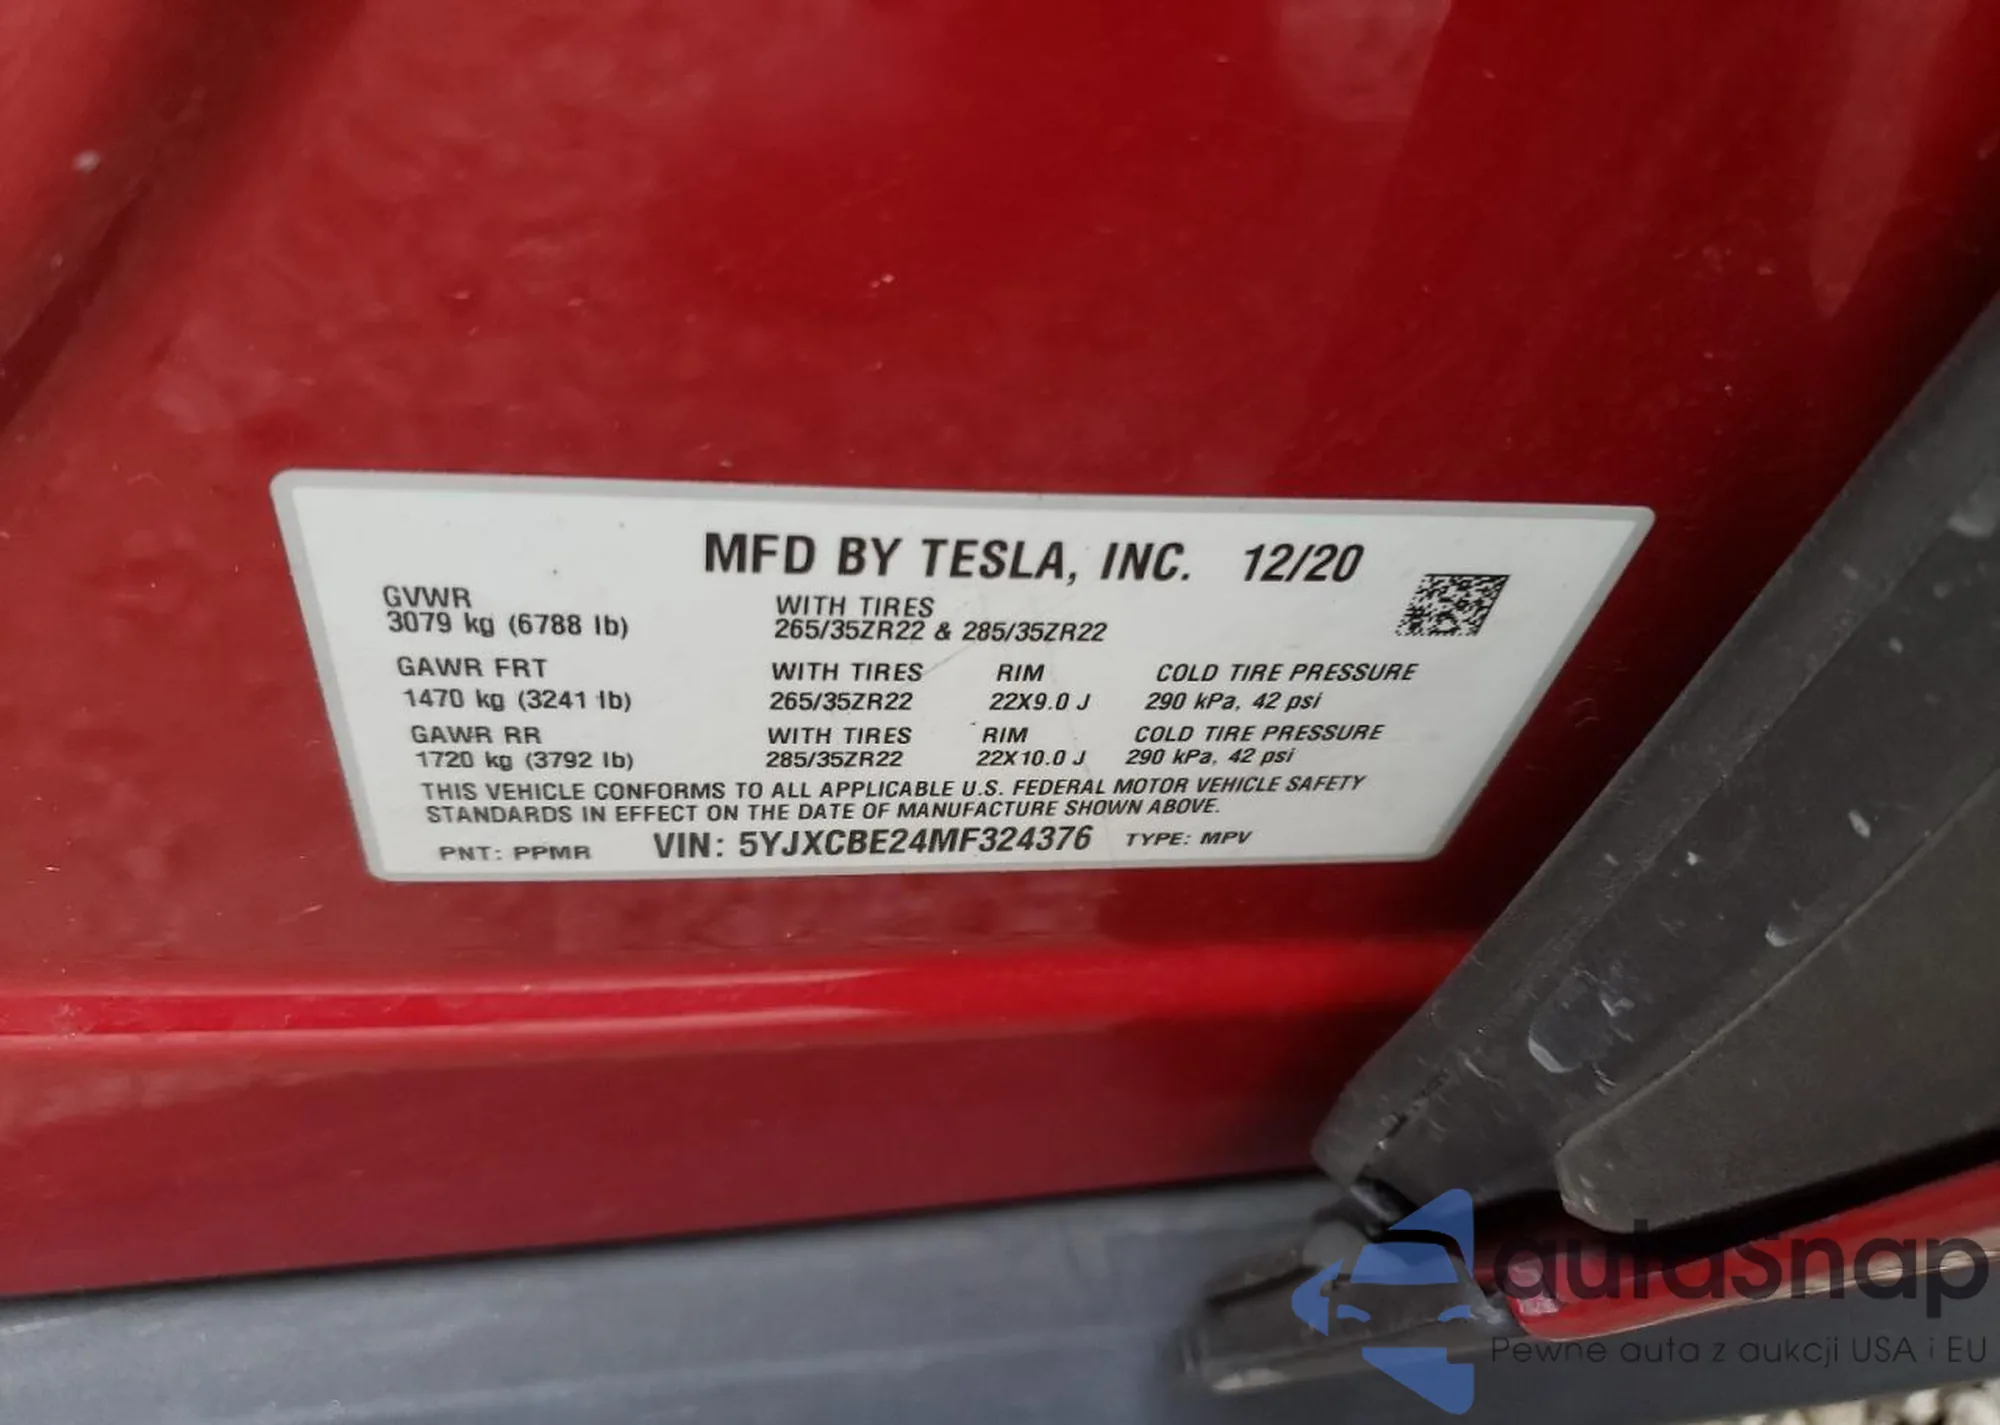 MFD BY TESLA, INC. 12/20
GVWR
3079 kg (6788 lb)
WITH TIRES
265/35ZR22 & 285/35ZR22
GAWR FRT WITH TIRES RIM COLD TIRE PRESSURE
1470 kg (3241 lb) 265/35ZR22 22X9.0 J 290 kPa, 42 psi
GAWR RR WITH TIRES RIM COLD TIRE PRESSURE
1720 kg (3792 lb) 285/35ZR22 22X10.0 J 290 kPa, 42 psi
THIS VEHICLE CONFORMS TO ALL APPLICABLE U.S. FEDERAL MOTOR VEHICLE SAFETY
STANDARDS IN EFFECT ON THE DATE OF MANUFACTURE SHOWN ABOVE.
PNT: PPMR VIN: 5YJXCBE24MF324376 TYPE: MPV
autasnap
Pewne auta z aukcji USA i EU